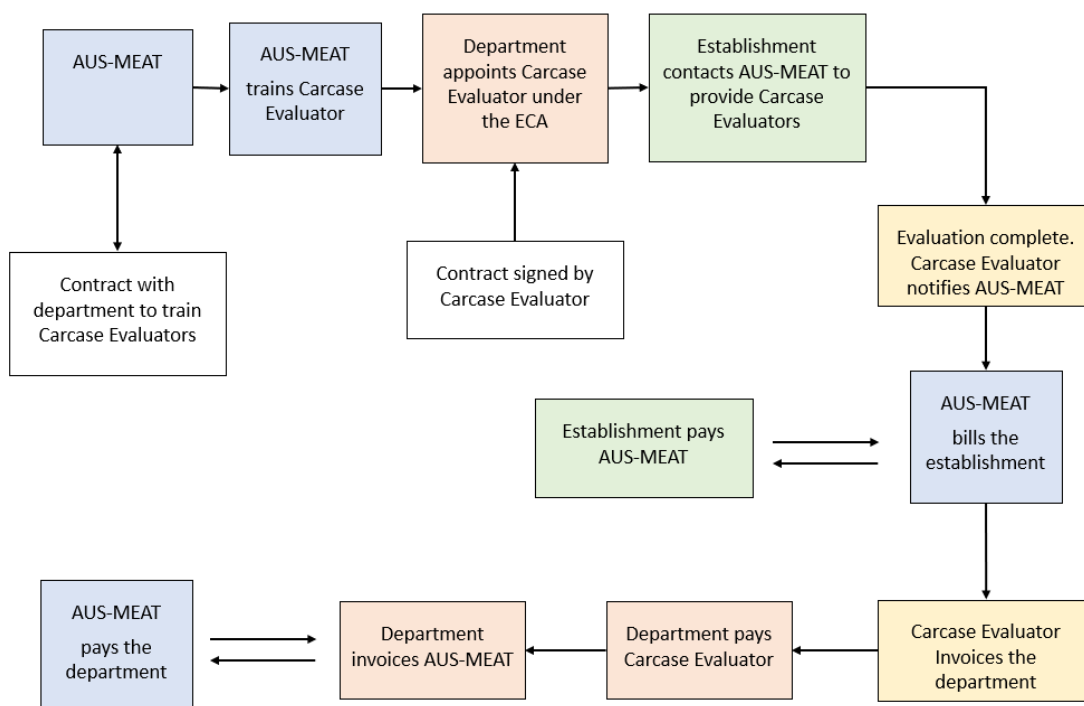 AUS-MEAT
AUS-MEAT
trains Carcase
Evaluator
Department
appoints Carcase
Evaluator under
the ECA
Establishment
contacts AUS-MEAT to
provide Carcase
Evaluators
Contract with
department to train
Carcase Evaluators
Contract signed by
Carcase Evaluator
Evaluation complete.
Carcase Evaluator
notifies AUS-MEAT
Establishment pays
AUS-MEAT
AUS-MEAT
bills the
establishment
AUS-MEAT
pays the
department
Department
invoices AUS-MEAT
Department pays
Carcase Evaluator
Carcase Evaluator
Invoices the
department